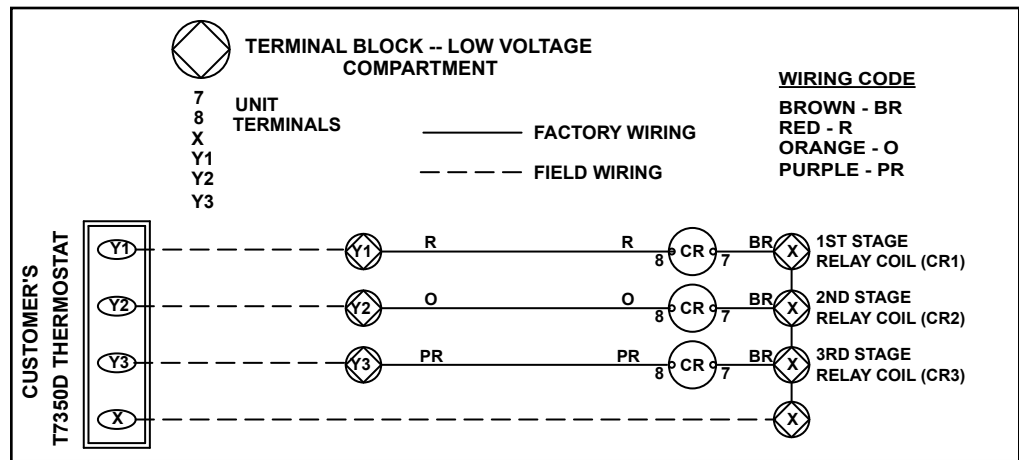 TERMINAL BLOCK -- LOW VOLTAGE
COMPARTMENT
7
8
X
Y1
Y2
Y3
UNIT
TERMINALS
FACTORY WIRING
FIELD WIRING
WIRING CODE
BROWN - BR
RED - R
ORANGE - O
PURPLE - PR
CUSTOMER'S
T7350D THERMOSTAT
Y1 Y1 R R 8 CR 7 BR X
1ST STAGE
RELAY COIL (CR1)
Y2 Y2 O O 8 CR 7 BR X
2ND STAGE
RELAY COIL (CR2)
Y3 Y3 PR PR 8 CR 7 BR X
3RD STAGE
RELAY COIL (CR3)
X X